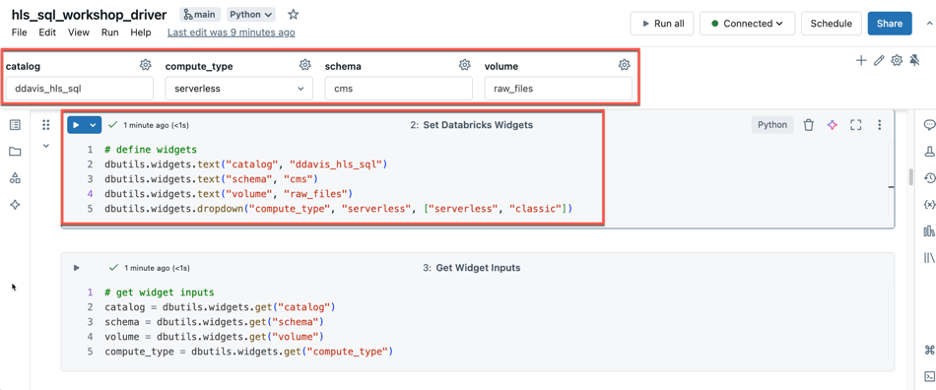 hls_sql_workshop_driver main Python
File Edit View Run Help Last edit was 9 minutes ago
Run all Connected Schedule Share
catalog compute_type schema volume
ddavis_hls_sql serverless cms raw_files
1 minute ago (<1s) 2: Set Databricks Widgets Python
1 # define widgets
2 dbutils.widgets.text("catalog", "ddavis_hls_sql")
3 dbutils.widgets.text("schema", "cms")
4 dbutils.widgets.text("volume", "raw_files")
5 dbutils.widgets.dropdown("compute_type", "serverless", ["serverless", "classic"])
1 minute ago (<1s) 3: Get Widget Inputs
1 # get widget inputs
2 catalog = dbutils.widgets.get("catalog")
3 schema = dbutils.widgets.get("schema")
4 volume = dbutils.widgets.get("volume")
5 compute_type = dbutils.widgets.get("compute_type")